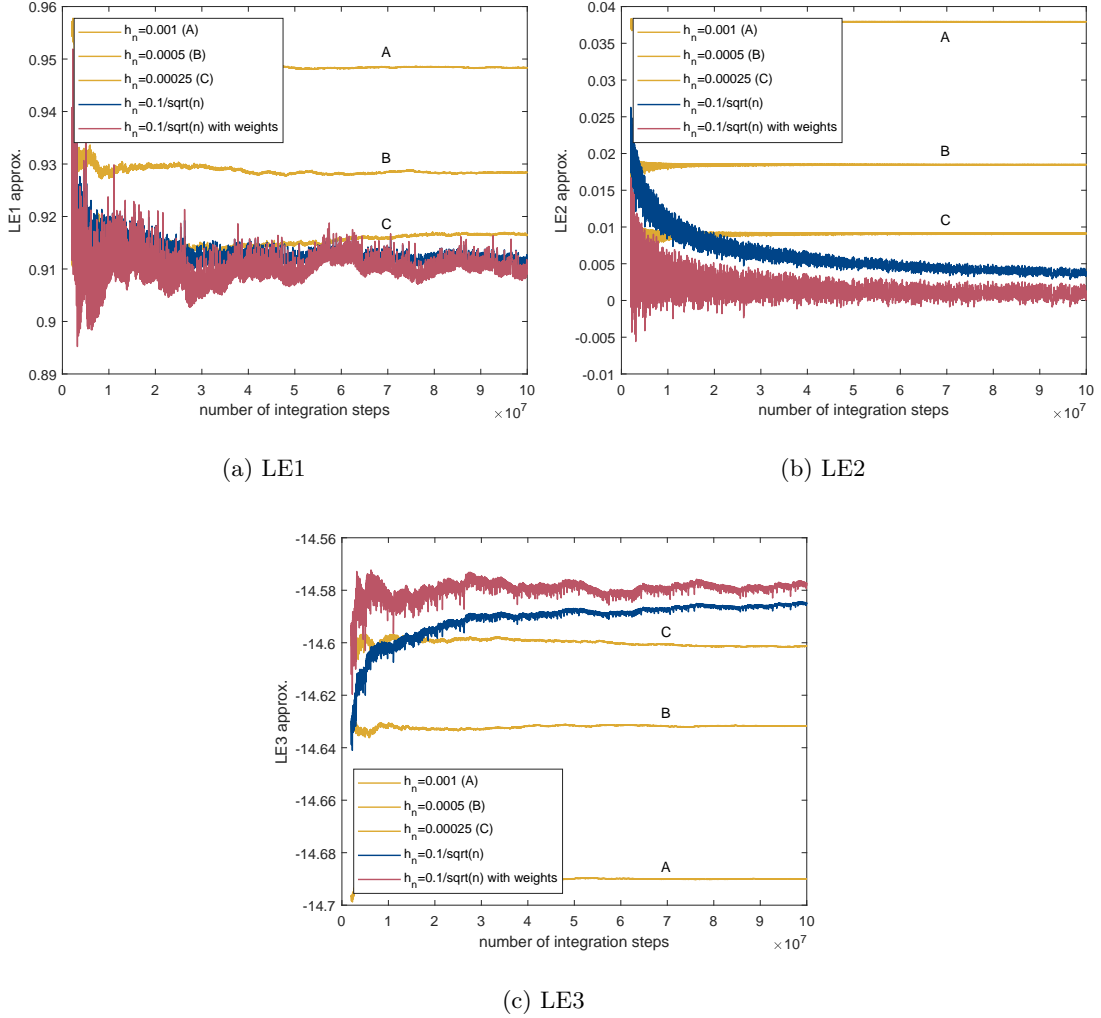 0.96
0.95
0.94
0.93
0.92
0.91
0.9
0.89
LE1 approx.
h_n=0.001 (A)
h_n=0.0005 (B)
h_n=0.00025 (C)
h_n=0.1/sqrt(n)
h_n=0.1/sqrt(n) with weights
A
B
C
0 1 2 3 4 5 6 7 8 9 10
number of integration steps
×10^7
(a) LE1
0.04
0.035
0.03
0.025
0.02
0.015
0.01
0.005
0
-0.005
-0.01
LE2 approx.
h_n=0.001 (A)
h_n=0.0005 (B)
h_n=0.00025 (C)
h_n=0.1/sqrt(n)
h_n=0.1/sqrt(n) with weights
A
B
C
0 1 2 3 4 5 6 7 8 9 10
number of integration steps
×10^7
(b) LE2
-14.56
-14.58
-14.6
-14.62
-14.64
-14.66
-14.68
-14.7
LE3 approx.
C
B
h_n=0.001 (A)
h_n=0.0005 (B)
h_n=0.00025 (C)
h_n=0.1/sqrt(n)
h_n=0.1/sqrt(n) with weights
A
0 1 2 3 4 5 6 7 8 9 10
number of integration steps
×10^7
(c) LE3